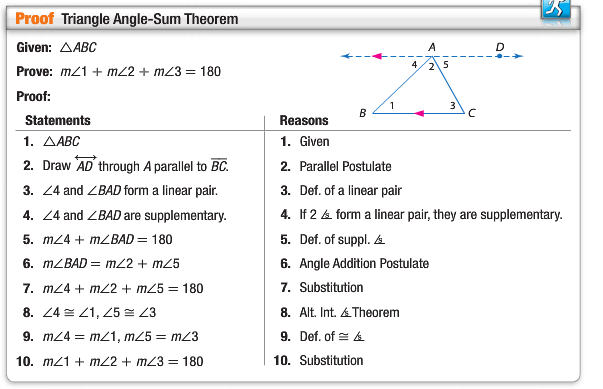 Proof Triangle Angle-Sum Theorem
Given: △ABC
Prove: m∠1 + m∠2 + m∠3 = 180
Proof:
A D
4 2 5
1 3
B C
Statements Reasons
1. △ABC 1. Given
2. Draw AD through A parallel to BC. 2. Parallel Postulate
3. ∠4 and ∠BAD form a linear pair. 3. Def. of a linear pair
4. ∠4 and ∠BAD are supplementary. 4. If 2 ∠s form a linear pair, they are supplementary.
5. m∠4 + m∠BAD = 180 5. Def. of suppl. ∠s
6. m∠BAD = m∠2 + m∠5 6. Angle Addition Postulate
7. m∠4 + m∠2 + m∠5 = 180 7. Substitution
8. ∠4 ≅ ∠1, ∠5 ≅ ∠3 8. Alt. Int. ∠s Theorem
9. m∠4 = m∠1, m∠5 = m∠3 9. Def. of ≅ ∠s
10. m∠1 + m∠2 + m∠3 = 180 10. Substitution